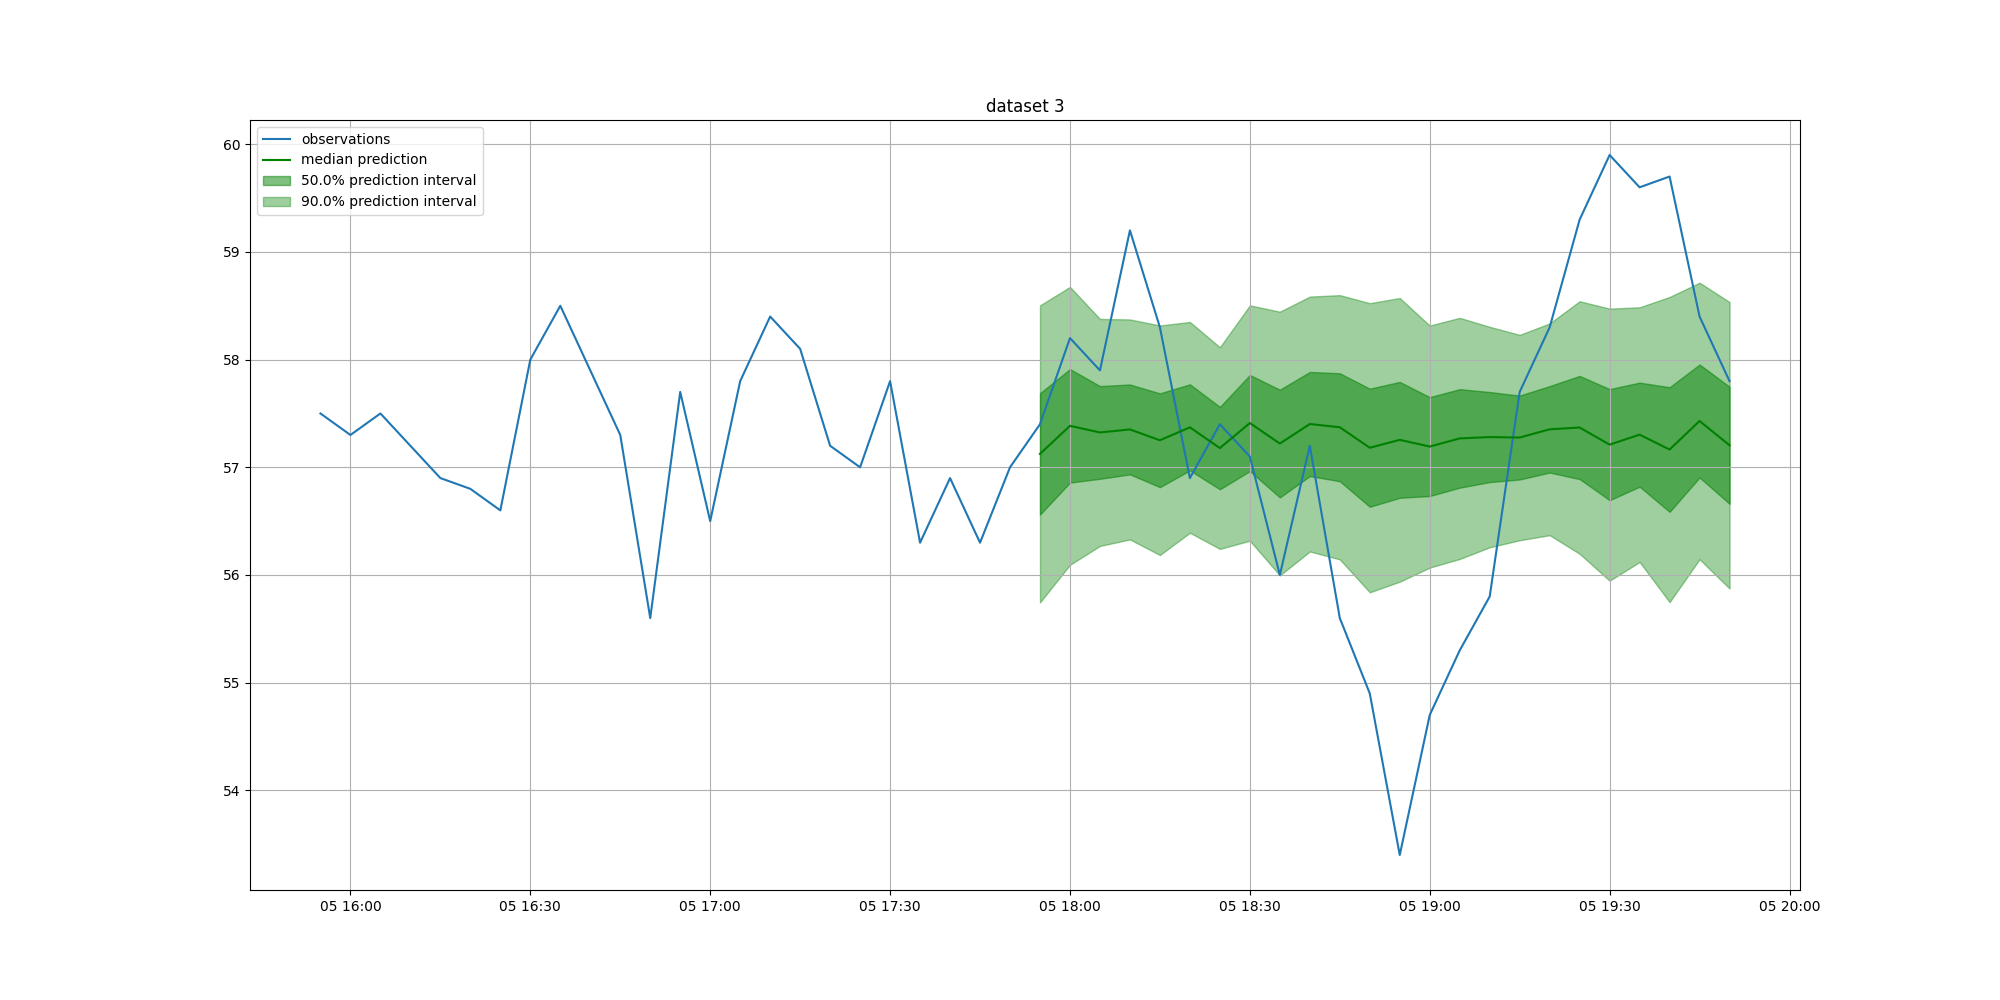 dataset 3
observations
median prediction
50.0% prediction interval
90.0% prediction interval
60
59
58
57
56
55
54
05 16:00 05 16:30 05 17:00 05 17:30 05 18:00 05 18:30 05 19:00 05 19:30 05 20:00